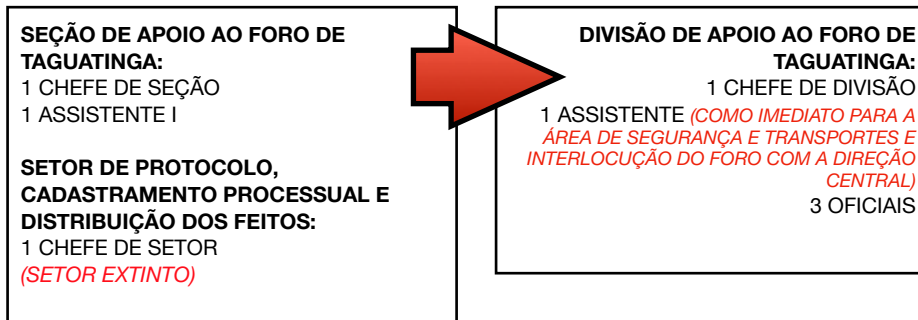 SEÇÃO DE APOIO AO FORO DE
TAGUATINGA:
1 CHEFE DE SEÇÃO
1 ASSISTENTE I
SETOR DE PROTOCOLO,
CADASTRAMENTO PROCESSUAL E
DISTRIBUIÇÃO DOS FEITOS:
1 CHEFE DE SETOR
(SETOR EXTINTO)
DIVISÃO DE APOIO AO FORO DE
TAGUATINGA:
1 CHEFE DE DIVISÃO
1 ASSISTENTE (COMO IMEDIATO PARA A
ÁREA DE SEGURANÇA E TRANSPORTES E
INTERLOCUÇÃO DO FORO COM A DIREÇÃO
CENTRAL)
3 OFICIAIS